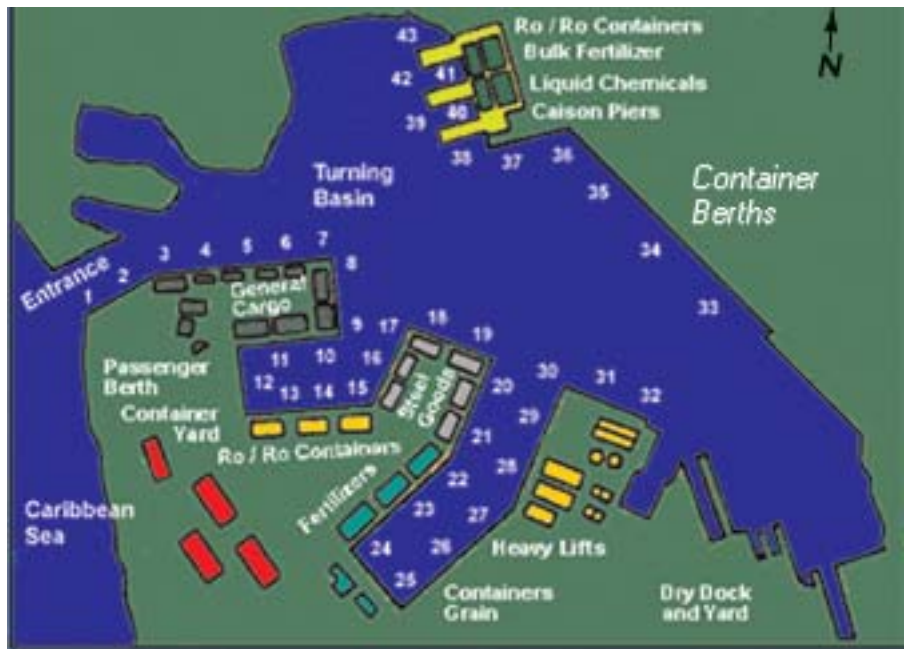 43
Ro / Ro Containers
Bulk Fertilizer
42
41
Liquid Chemicals
39
40
Caison Piers
N
38
37
36
35
Turning
Basin
Container
Berths
34
33
Entrance
1
2
3
4
5
6
7
8
General
Cargo
9
17
18
19
11
10
16
12
13
14
15
Passenger
Berth
Container
Yard
Steel
Goods
20
30
31
32
29
21
Ro / Ro Containers
28
22
Fertilizers
23
27
Caribbean
Sea
24
26
25
Heavy Lifts
Containers
Grain
Dry Dock
and Yard